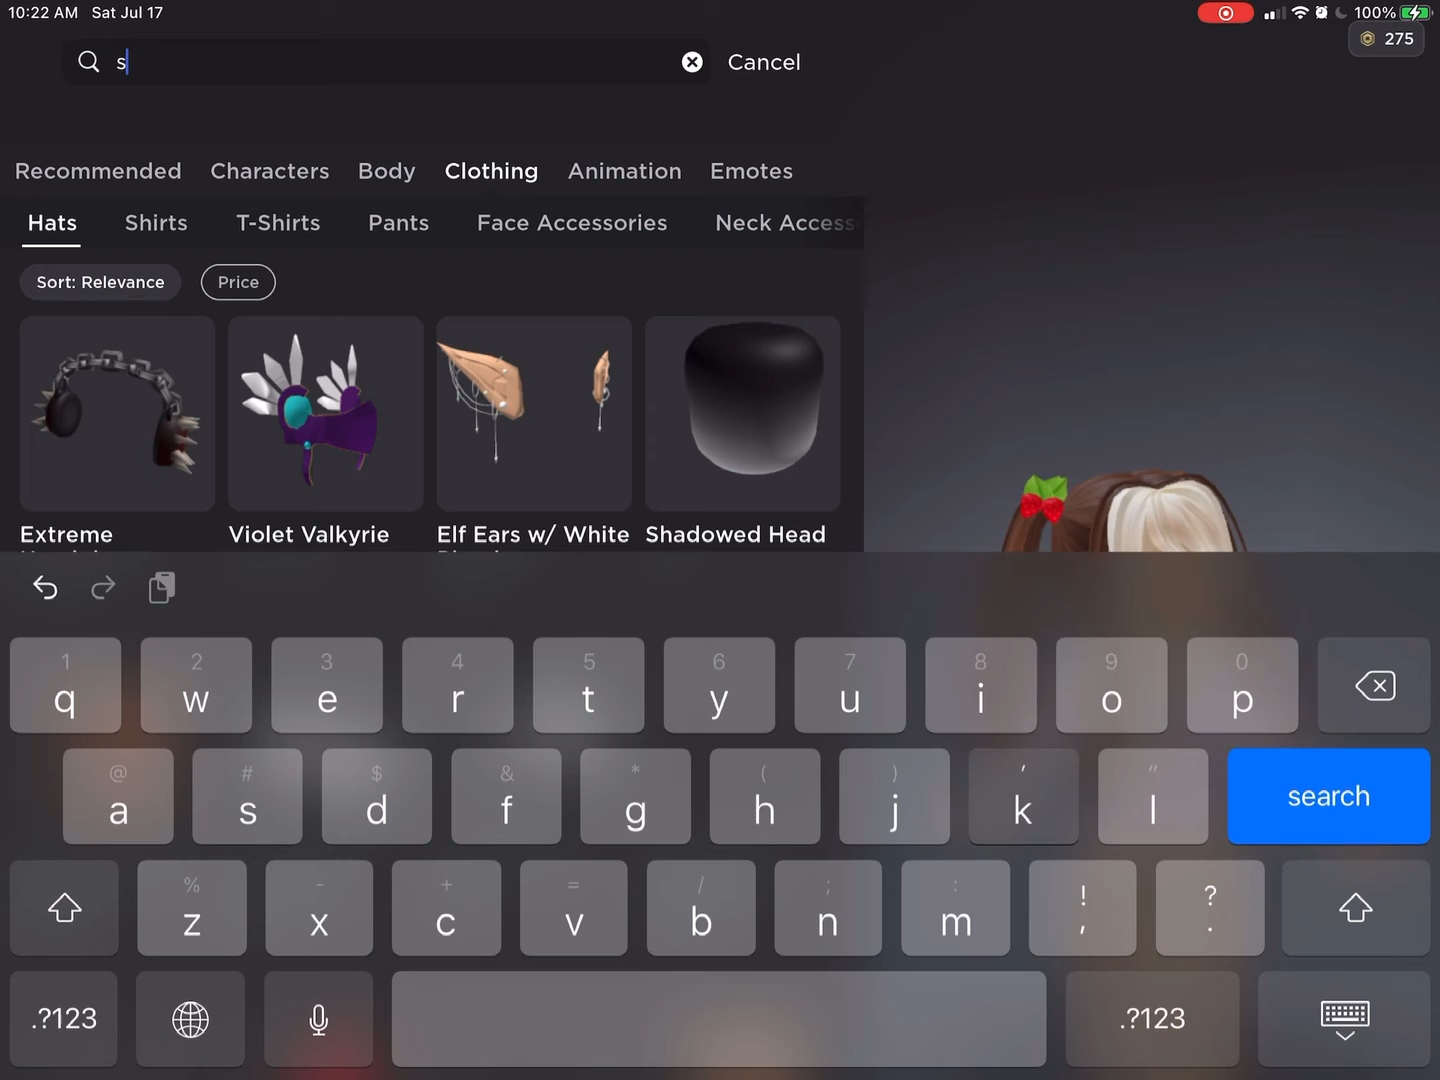 10:22 AM Sat Jul 17
100%
275
s
Cancel
Recommended Characters Body Clothing Animation Emotes
Hats Shirts T-Shirts Pants Face Accessories Neck Access
Sort: Relevance Price
Extreme Violet Valkyrie Elf Ears w/ White Shadowed Head
1 2 3 4 5 6 7 8 9 0
q w e r t y u i o p
@ # $ & * ( ) ' "
a s d f g h j k l search
% - + = / ; : ! ?
z x c v b n m , .
.?123 .?123